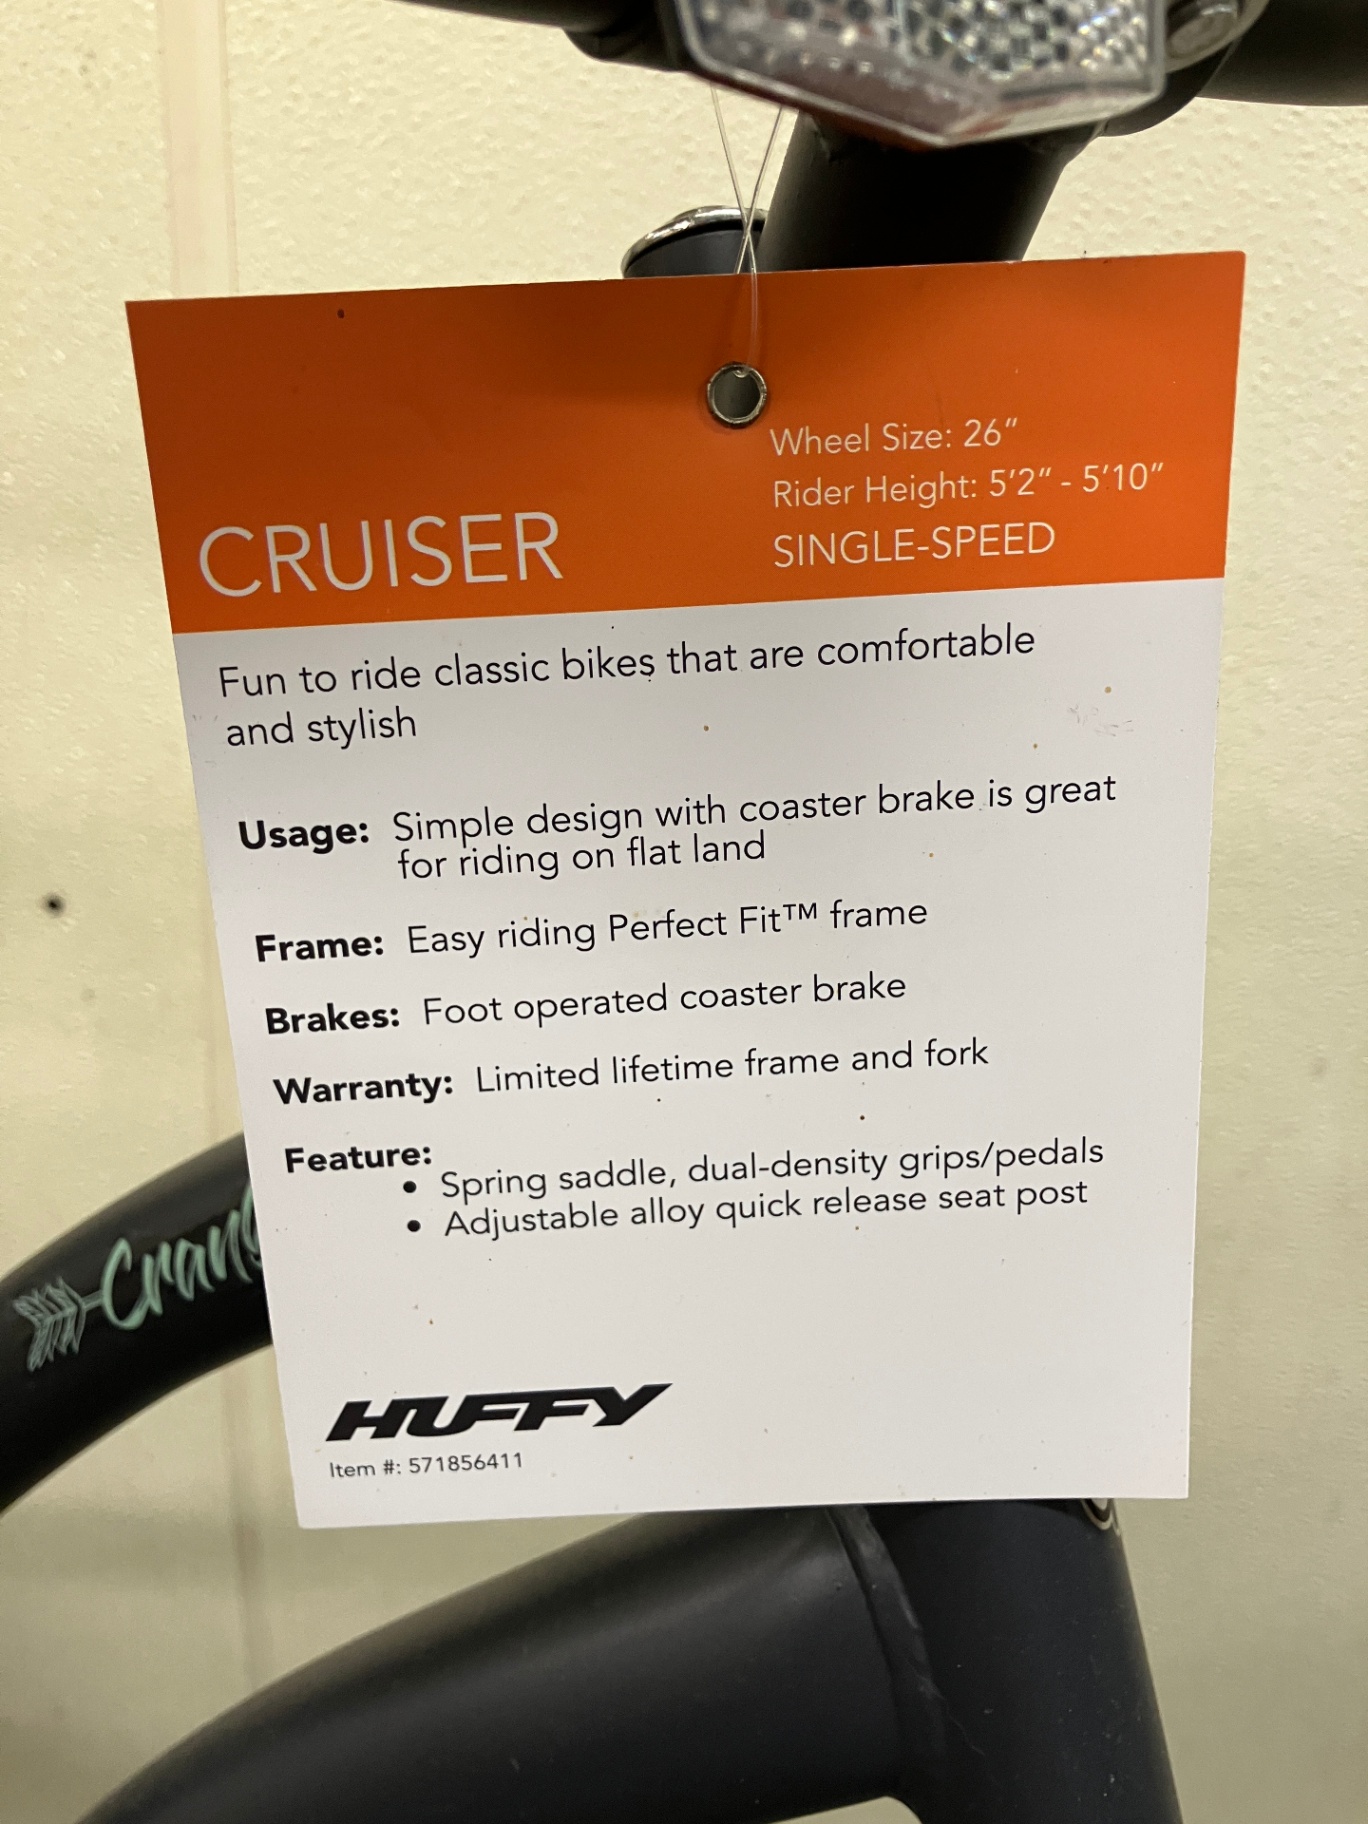 CRUISER
Wheel Size: 26"
Rider Height: 5'2" - 5'10"
SINGLE-SPEED
Fun to ride classic bikes that are comfortable
and stylish
Usage: Simple design with coaster brake is great
for riding on flat land
Frame: Easy riding Perfect Fit™ frame
Brakes: Foot operated coaster brake
Warranty: Limited lifetime frame and fork
Feature:
• Spring saddle, dual-density grips/pedals
• Adjustable alloy quick release seat post
HUFFY
Item #: 571856411